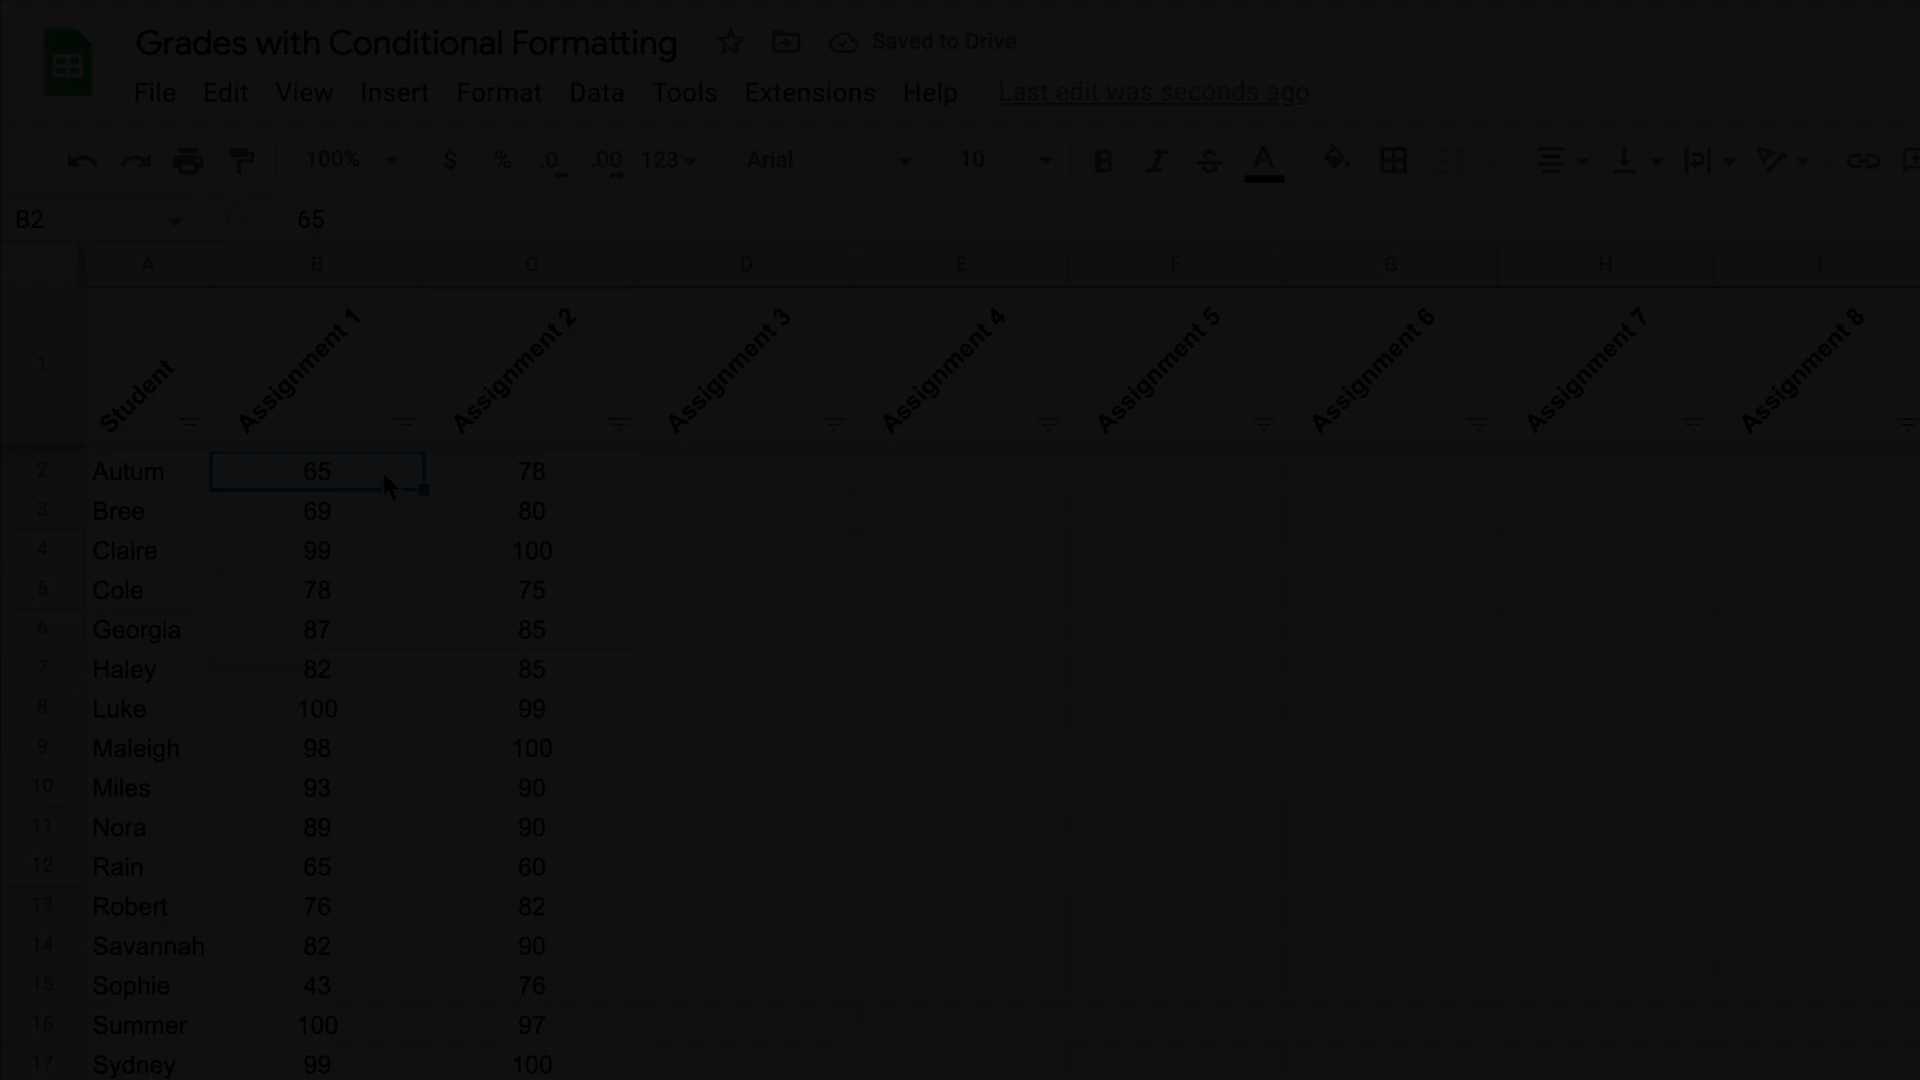 Grades with Conditional Formatting Saved to Drive
File Edit View Insert Format Data Tools Extensions Help Last edit was seconds ago
100% $ % .0 .00 123 Arial 10 B I S A
B2 fx 65
A B C D E F G H I
1 Student Assignment 1 Assignment 2 Assignment 3 Assignment 4 Assignment 5 Assignment 6 Assignment 7 Assignment 8
2 Autum 65 78
3 Bree 69 80
4 Claire 99 100
5 Cole 78 75
6 Georgia 87 85
7 Haley 82 85
8 Luke 100 99
9 Maleigh 98 100
10 Miles 93 90
11 Nora 89 90
12 Rain 65 60
13 Robert 76 82
14 Savannah 82 90
15 Sophie 43 76
16 Summer 100 97
17 Sydney 99 100